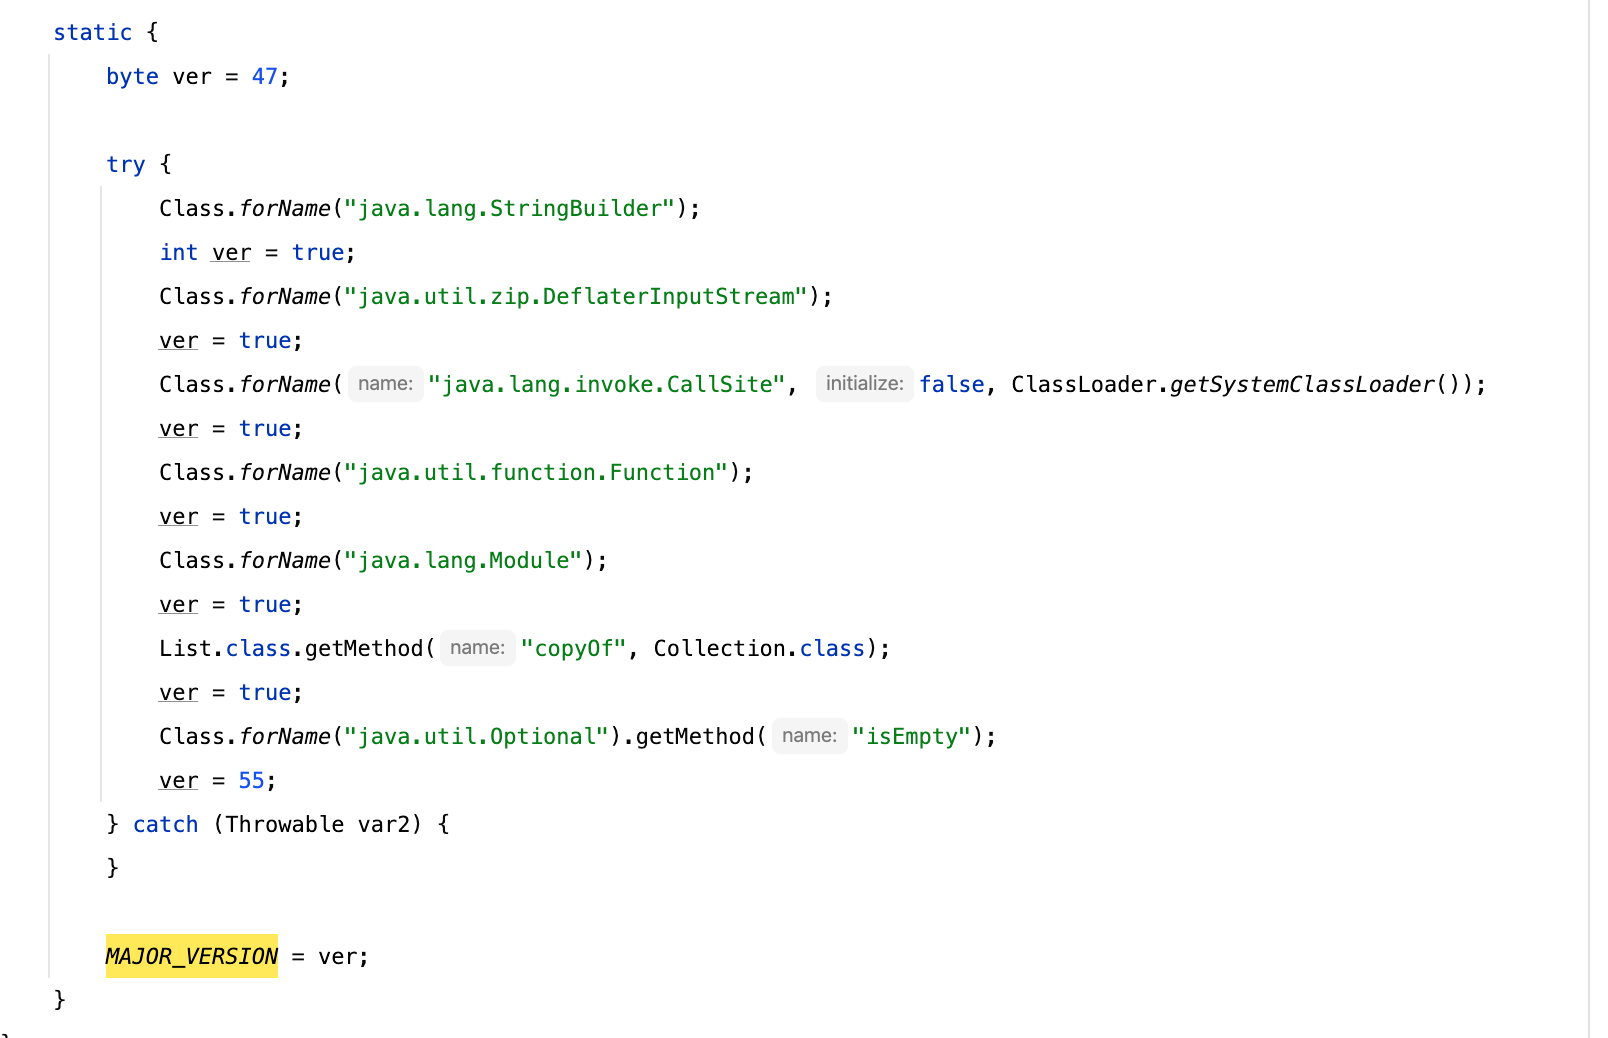 static {
byte ver = 47;
try {
Class.forName("java.lang.StringBuilder");
int ver = true;
Class.forName("java.util.zip.DeflaterInputStream");
ver = true;
Class.forName( name: "java.lang.invoke.CallSite", initialize: false, ClassLoader.getSystemClassLoader());
ver = true;
Class.forName("java.util.function.Function");
ver = true;
Class.forName("java.lang.Module");
ver = true;
List.class.getMethod( name: "copyOf", Collection.class);
ver = true;
Class.forName("java.util.Optional").getMethod( name: "isEmpty");
ver = 55;
} catch (Throwable var2) {
}
MAJOR_VERSION = ver;
}
}